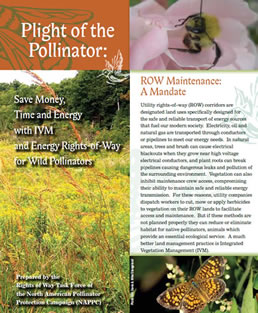 Plight of the
Pollinator:
Save Money,
Time and Energy
with IVM
and Energy Rights-of-Way
for Wild Pollinators
Prepared by the
Rights of Way Task Force of
the North American Pollinator
Protection Campaign (NAPPC)
ROW Maintenance:
A Mandate
Utility rights-of-way (ROW) corridors are
designated land uses specifically designed for
the safe and reliable transport of energy sources
that fuel our modern society. Electricity, oil and
natural gas are transported through conductors
or pipelines to meet our energy needs. In natural
areas, trees and brush can cause electrical
blackouts when they grow near high voltage
electrical conductors, and plant roots can break
pipelines causing dangerous leaks and pollution of
the surrounding environment. Vegetation can also
inhibit maintenance crew access, compromising
their ability to maintain safe and reliable energy
transmission. For these reasons, utility companies
dispatch workers to cut, mow or apply herbicides
to vegetation on their ROW lands to facilitate
access and maintenance. But if these methods
are not planned properly, they can reduce or eliminate
habitat for native pollinators, animals which
provide an essential ecological service. A much
better land management practice is Integrated
Vegetation Management (IVM).